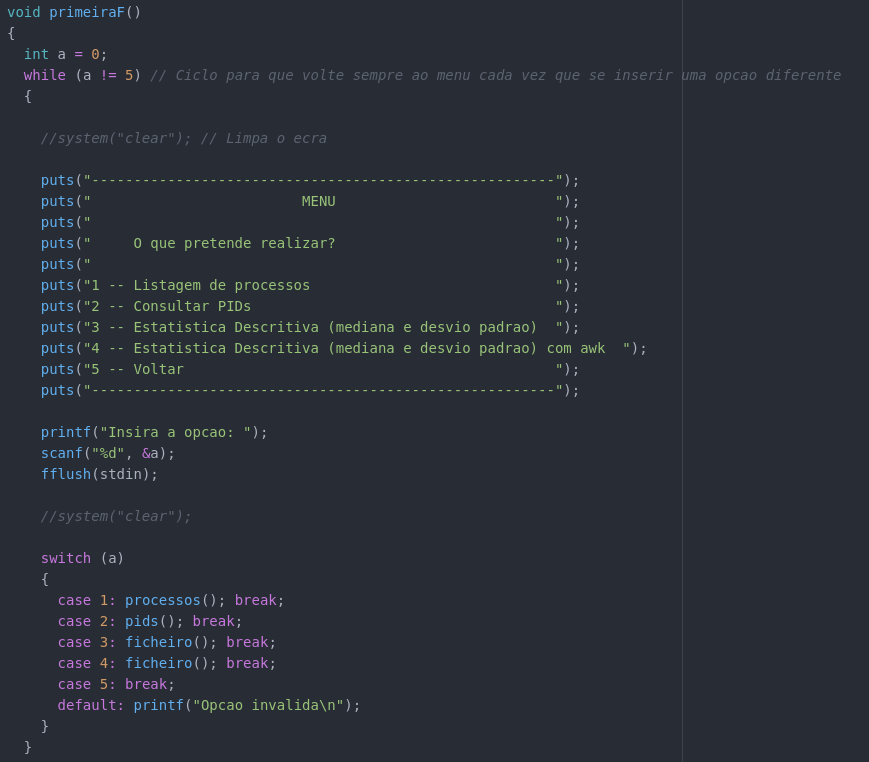 void primeiraF()
{
  int a = 0;
  while (a != 5) // Ciclo para que volte sempre ao menu cada vez que se inserir uma opcao diferente
  {

    //system("clear"); // Limpa o ecra

    puts("-------------------------------------------------------");
    puts("                         MENU                          ");
    puts("                                                       ");
    puts("     O que pretende realizar?                          ");
    puts("                                                       ");
    puts("1 -- Listagem de processos                             ");
    puts("2 -- Consultar PIDs                                    ");
    puts("3 -- Estatistica Descritiva (mediana e desvio padrao)  ");
    puts("4 -- Estatistica Descritiva (mediana e desvio padrao) com awk  ");
    puts("5 -- Voltar                                            ");
    puts("-------------------------------------------------------");

    printf("Insira a opcao: ");
    scanf("%d", &a);
    fflush(stdin);

    //system("clear");

    switch (a)
    {
      case 1: processos(); break;
      case 2: pids(); break;
      case 3: ficheiro(); break;
      case 4: ficheiro(); break;
      case 5: break;
      default: printf("Opcao invalida\n");
    }
  }